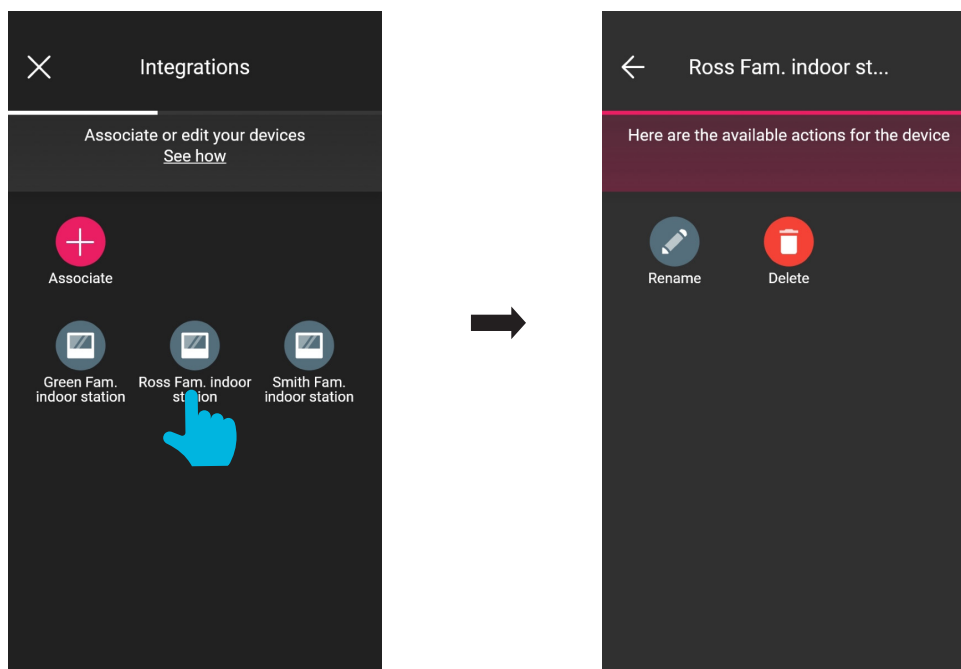 Integrations
Associate or edit your devices
See how
Associate
Green Fam.
indoor station
Ross Fam. indoor
station
Smith Fam.
indoor station
Ross Fam. indoor st...
Here are the available actions for the device
Rename
Delete